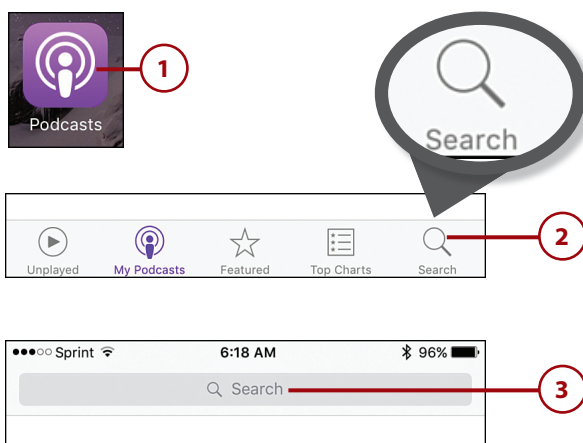 1
Podcasts
Search
2
Unplayed My Podcasts Featured Top Charts Search
Sprint 6:18 AM 96%
Search 3